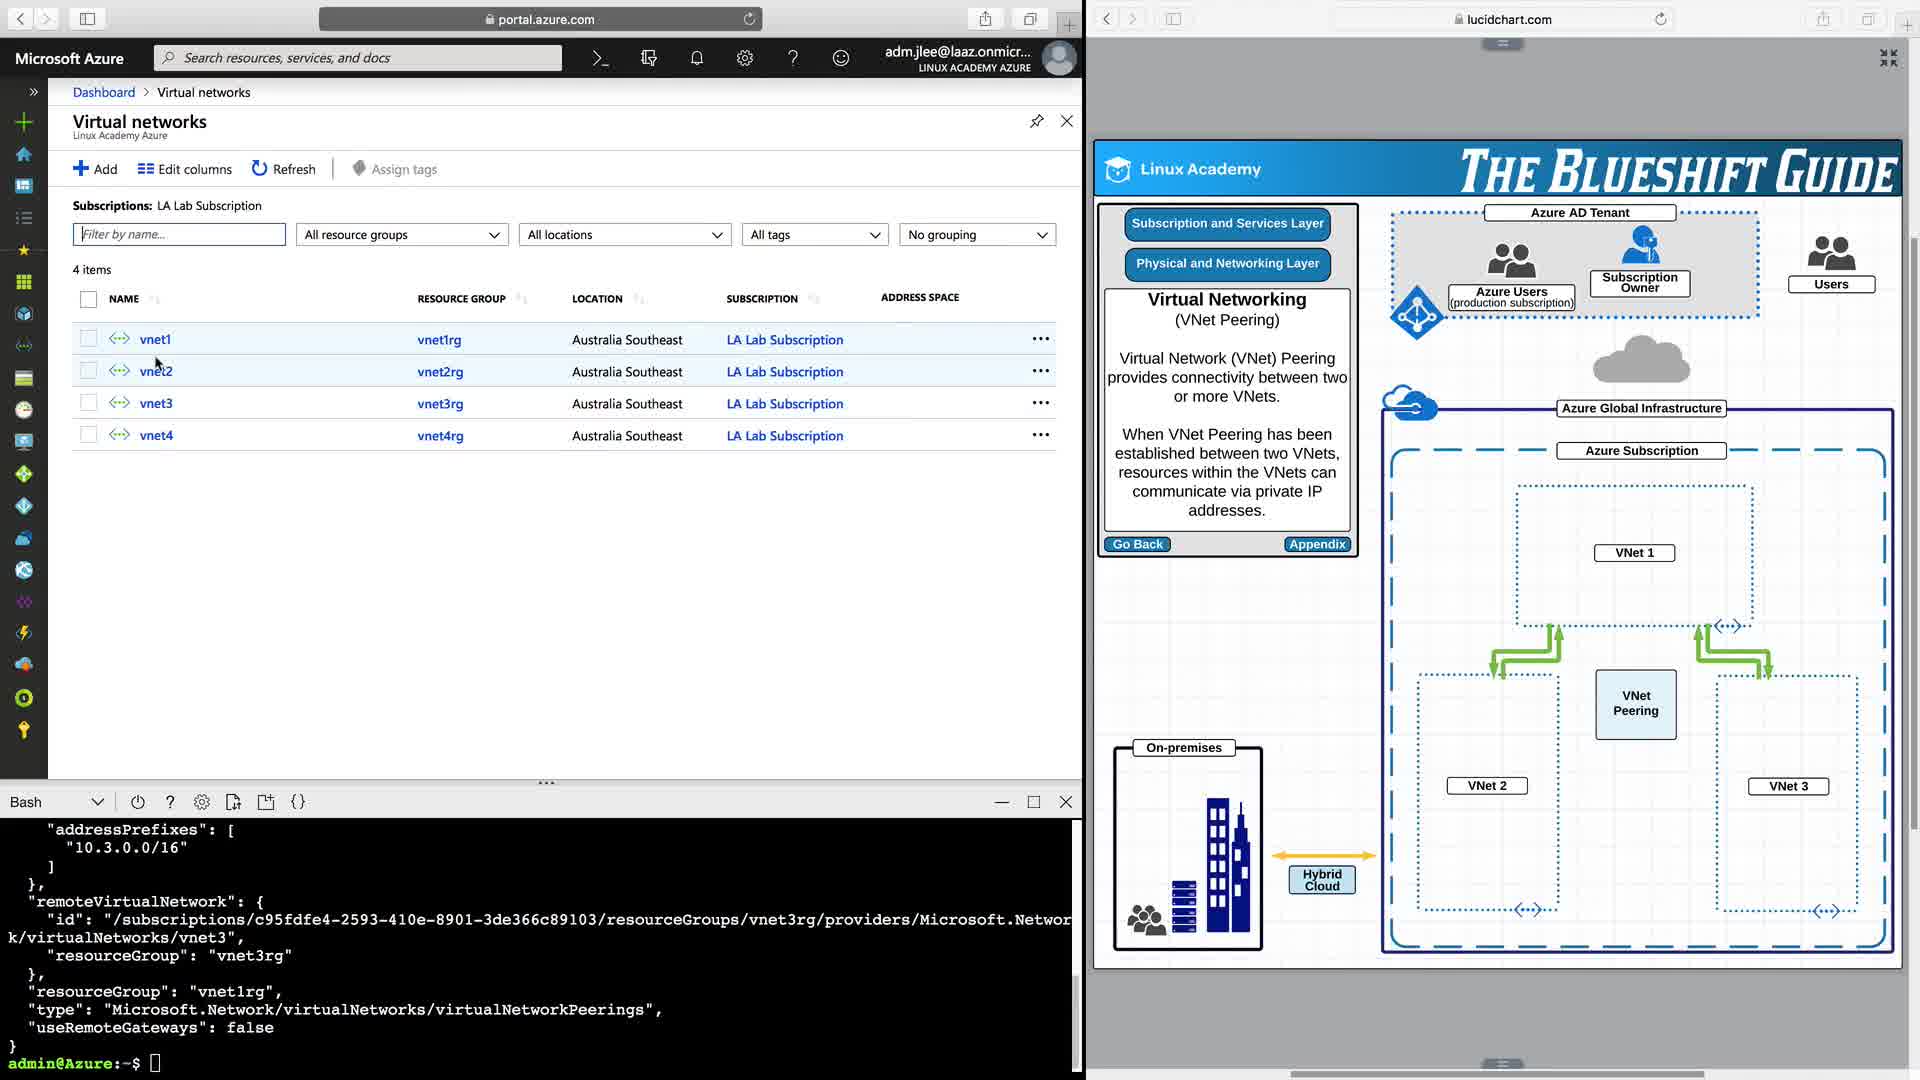 portal.azure.com
Microsoft Azure
Search resources, services, and docs
adm.jlee@laaz.onmicr...
LINUX ACADEMY AZURE
Dashboard > Virtual networks
Virtual networks
Linux Academy Azure
Add
Edit columns
Refresh
Assign tags
Subscriptions: LA Lab Subscription
Filter by name...
All resource groups
All locations
All tags
No grouping
4 items
NAME RESOURCE GROUP LOCATION SUBSCRIPTION ADDRESS SPACE
vnet1 vnet1rg Australia Southeast LA Lab Subscription
vnet2 vnet2rg Australia Southeast LA Lab Subscription
vnet3 vnet3rg Australia Southeast LA Lab Subscription
vnet4 vnet4rg Australia Southeast LA Lab Subscription
Bash
"addressPrefixes": [
"10.3.0.0/16"
]
},
"remoteVirtualNetwork": {
"id": "/subscriptions/c95fdfe4-2593-410e-8901-3de366c89103/resourceGroups/vnet3rg/providers/Microsoft.Networ
k/virtualNetworks/vnet3",
"resourceGroup": "vnet3rg"
},
"resourceGroup": "vnet1rg",
"type": "Microsoft.Network/virtualNetworks/virtualNetworkPeerings",
"useRemoteGateways": false
}
admin@Azure:~$
lucidchart.com
Linux Academy
THE BLUESHIFT GUIDE
Subscription and Services Layer
Physical and Networking Layer
Virtual Networking
(VNet Peering)
Virtual Network (VNet) Peering
provides connectivity between two
or more VNets.
When VNet Peering has been
established between two VNets,
resources within the VNets can
communicate via private IP
addresses.
Go Back
Appendix
Azure AD Tenant
Azure Users
(production subscription)
Subscription
Owner
Users
Azure Global Infrastructure
Azure Subscription
VNet 1
VNet
Peering
VNet 2
VNet 3
On-premises
Hybrid
Cloud